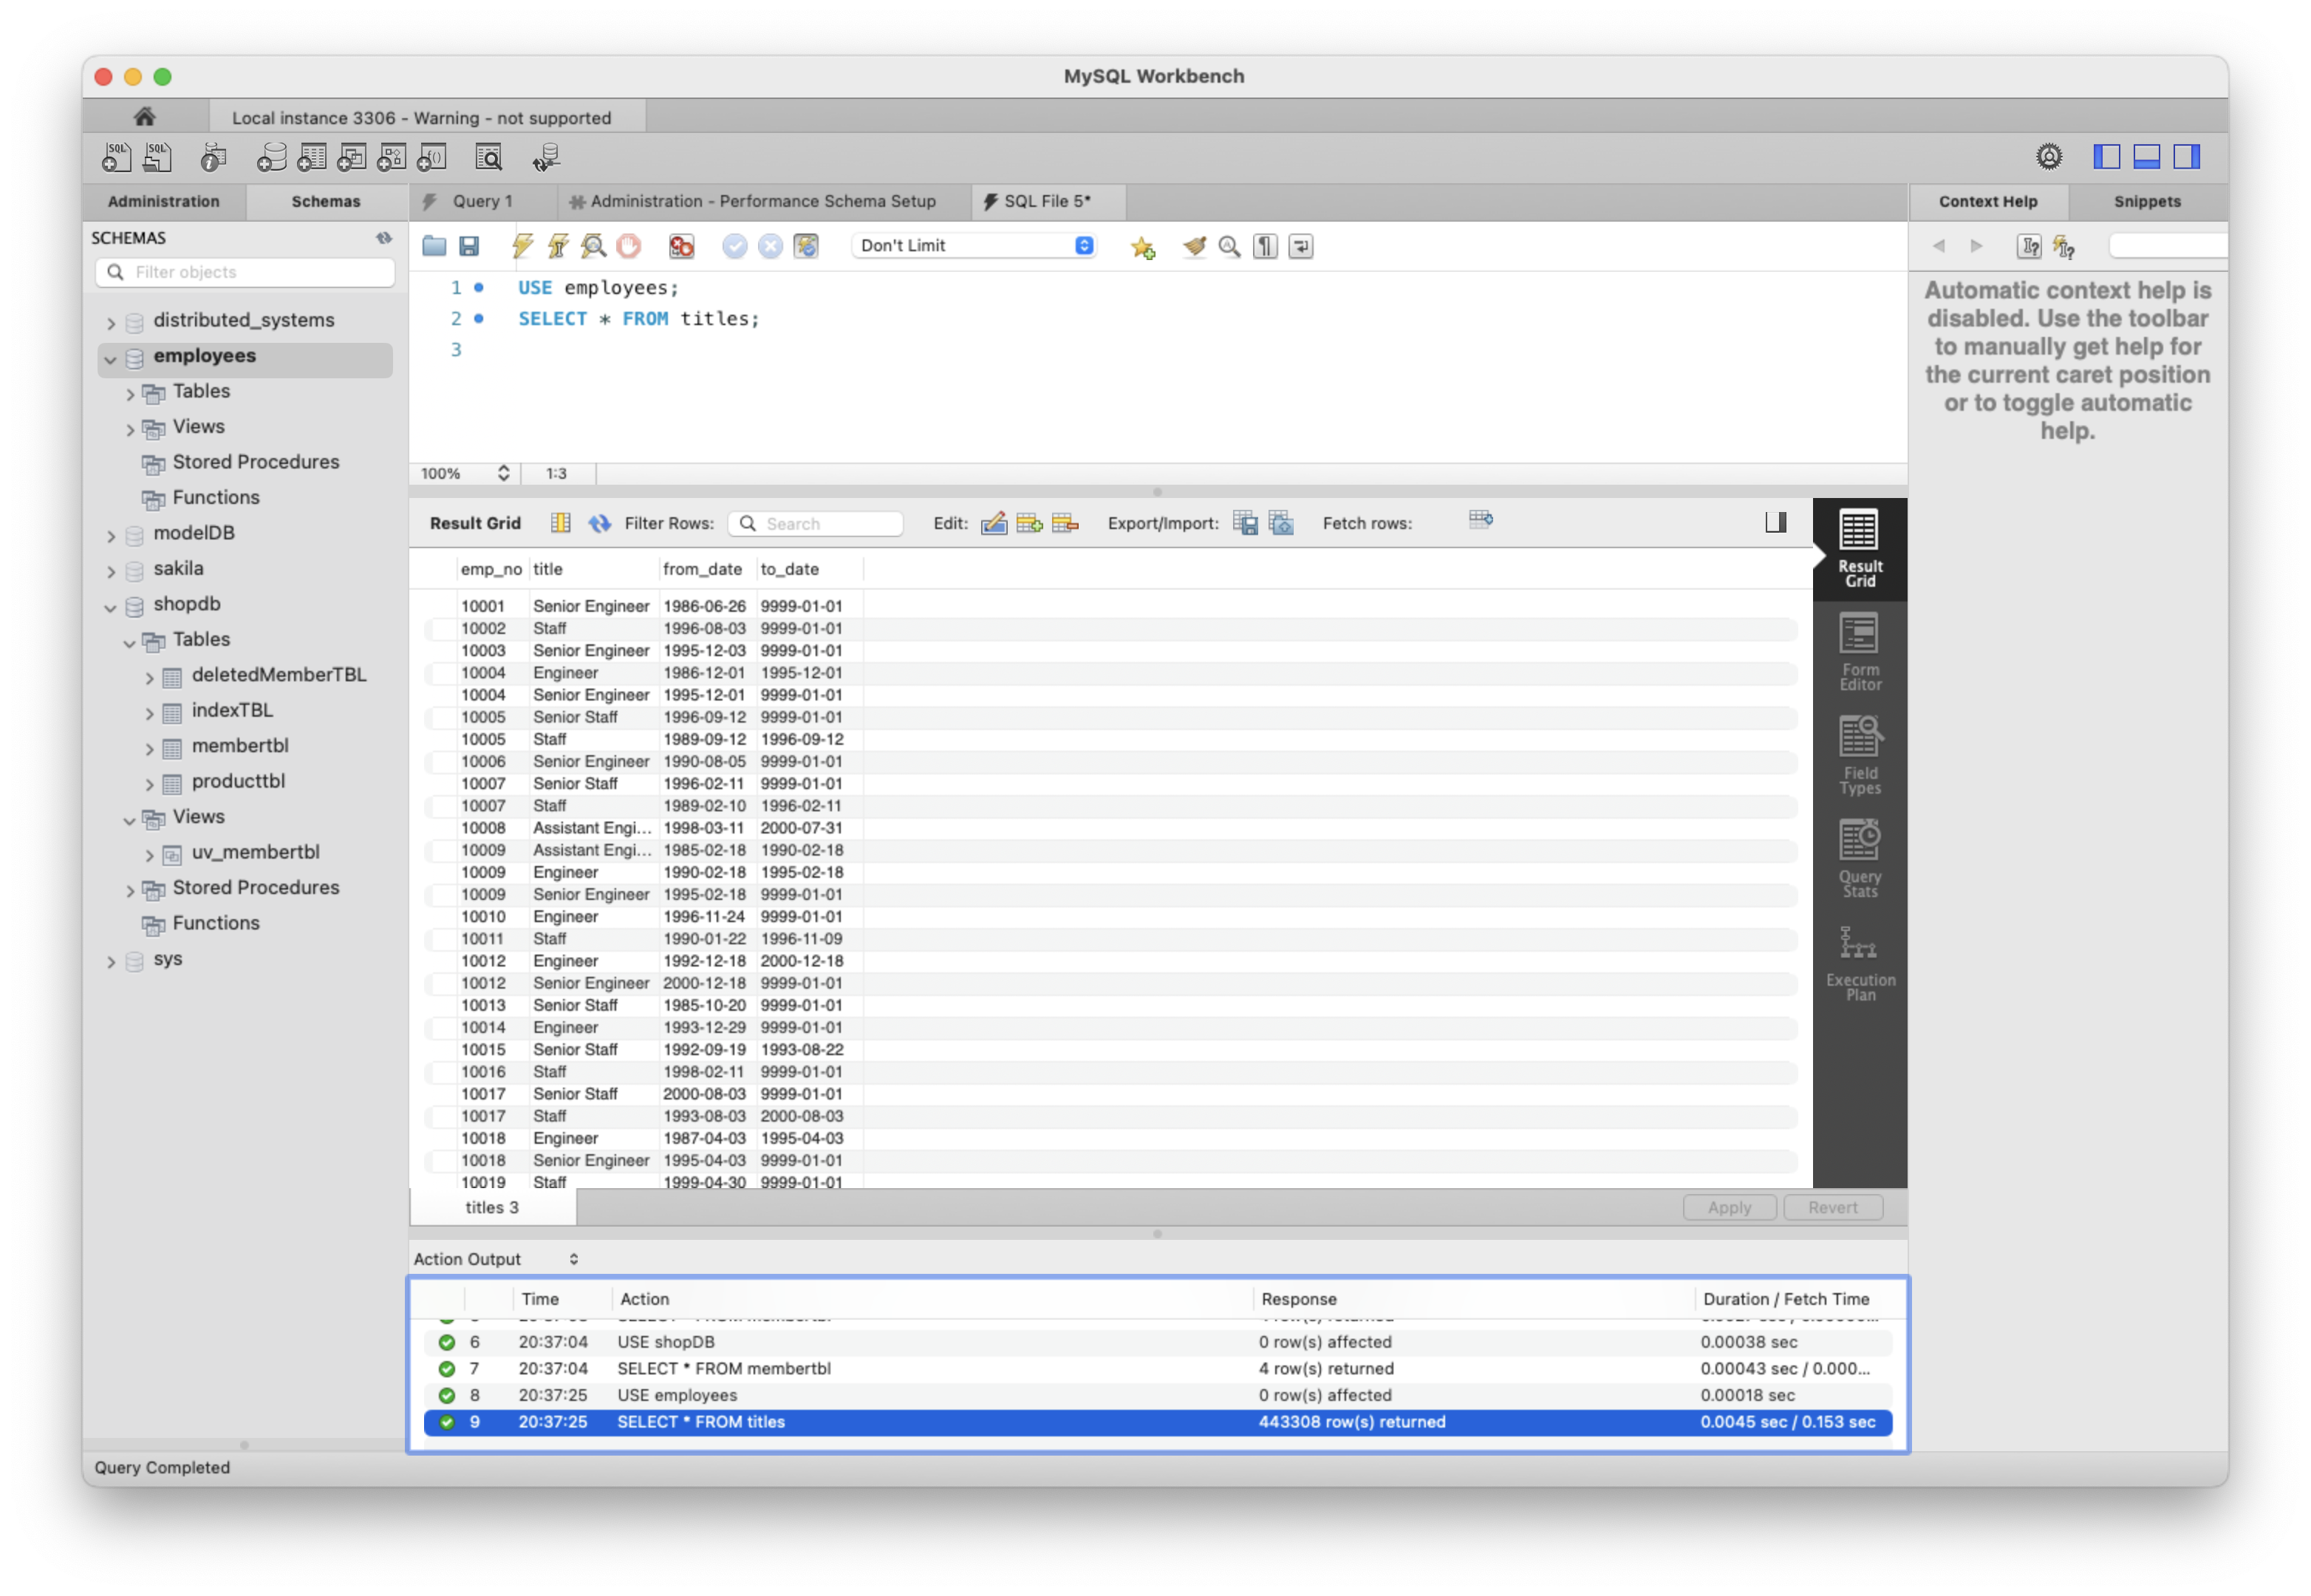 MySQL Workbench
Local instance 3306 - Warning - not supported
Administration
Schemas
Query 1
Administration - Performance Schema Setup
SQL File 5*
Context Help
Snippets
SCHEMAS
Filter objects
distributed_systems
employees
Tables
Views
Stored Procedures
Functions
modelDB
sakila
shopdb
Tables
deletedMemberTBL
indexTBL
membertbl
producttbl
Views
uv_membertbl
Stored Procedures
Functions
sys
Don't Limit
1 USE employees;
2 SELECT * FROM titles;
3
100% 1:3
Automatic context help is
disabled. Use the toolbar
to manually get help for
the current caret position
or to toggle automatic
help.
Result Grid Filter Rows: Search Edit: Export/Import: Fetch rows:
emp_no title from_date to_date
10001 Senior Engineer 1986-06-26 9999-01-01
10002 Staff 1996-08-03 9999-01-01
10003 Senior Engineer 1995-12-03 9999-01-01
10004 Engineer 1986-12-01 1995-12-01
10004 Senior Engineer 1995-12-01 9999-01-01
10005 Senior Staff 1996-09-12 9999-01-01
10005 Staff 1989-09-12 1996-09-12
10006 Senior Engineer 1990-08-05 9999-01-01
10007 Senior Staff 1996-02-11 9999-01-01
10007 Staff 1989-02-10 1996-02-11
10008 Assistant Engi... 1998-03-11 2000-07-31
10009 Assistant Engi... 1985-02-18 1990-02-18
10009 Engineer 1990-02-18 1995-02-18
10009 Senior Engineer 1995-02-18 9999-01-01
10010 Engineer 1996-11-24 9999-01-01
10011 Staff 1990-01-22 1996-11-09
10012 Engineer 1992-12-18 2000-12-18
10012 Senior Engineer 2000-12-18 9999-01-01
10013 Senior Staff 1985-10-20 9999-01-01
10014 Engineer 1993-12-29 9999-01-01
10015 Senior Staff 1992-09-19 1993-08-22
10016 Staff 1998-02-11 9999-01-01
10017 Senior Staff 2000-08-03 9999-01-01
10017 Staff 1993-08-03 2000-08-03
10018 Engineer 1987-04-03 1995-04-03
10018 Senior Engineer 1995-04-03 9999-01-01
10019 Staff 1999-04-30 9999-01-01
Result
Grid
Form
Editor
Field
Types
Query
Stats
Execution
Plan
titles 3
Apply
Revert
Action Output
Time Action Response Duration / Fetch Time
6 20:37:04 USE shopDB 0 row(s) affected 0.00038 sec
7 20:37:04 SELECT * FROM membertbl 4 row(s) returned 0.00043 sec / 0.000...
8 20:37:25 USE employees 0 row(s) affected 0.00018 sec
9 20:37:25 SELECT * FROM titles 443308 row(s) returned 0.0045 sec / 0.153 sec
Query Completed